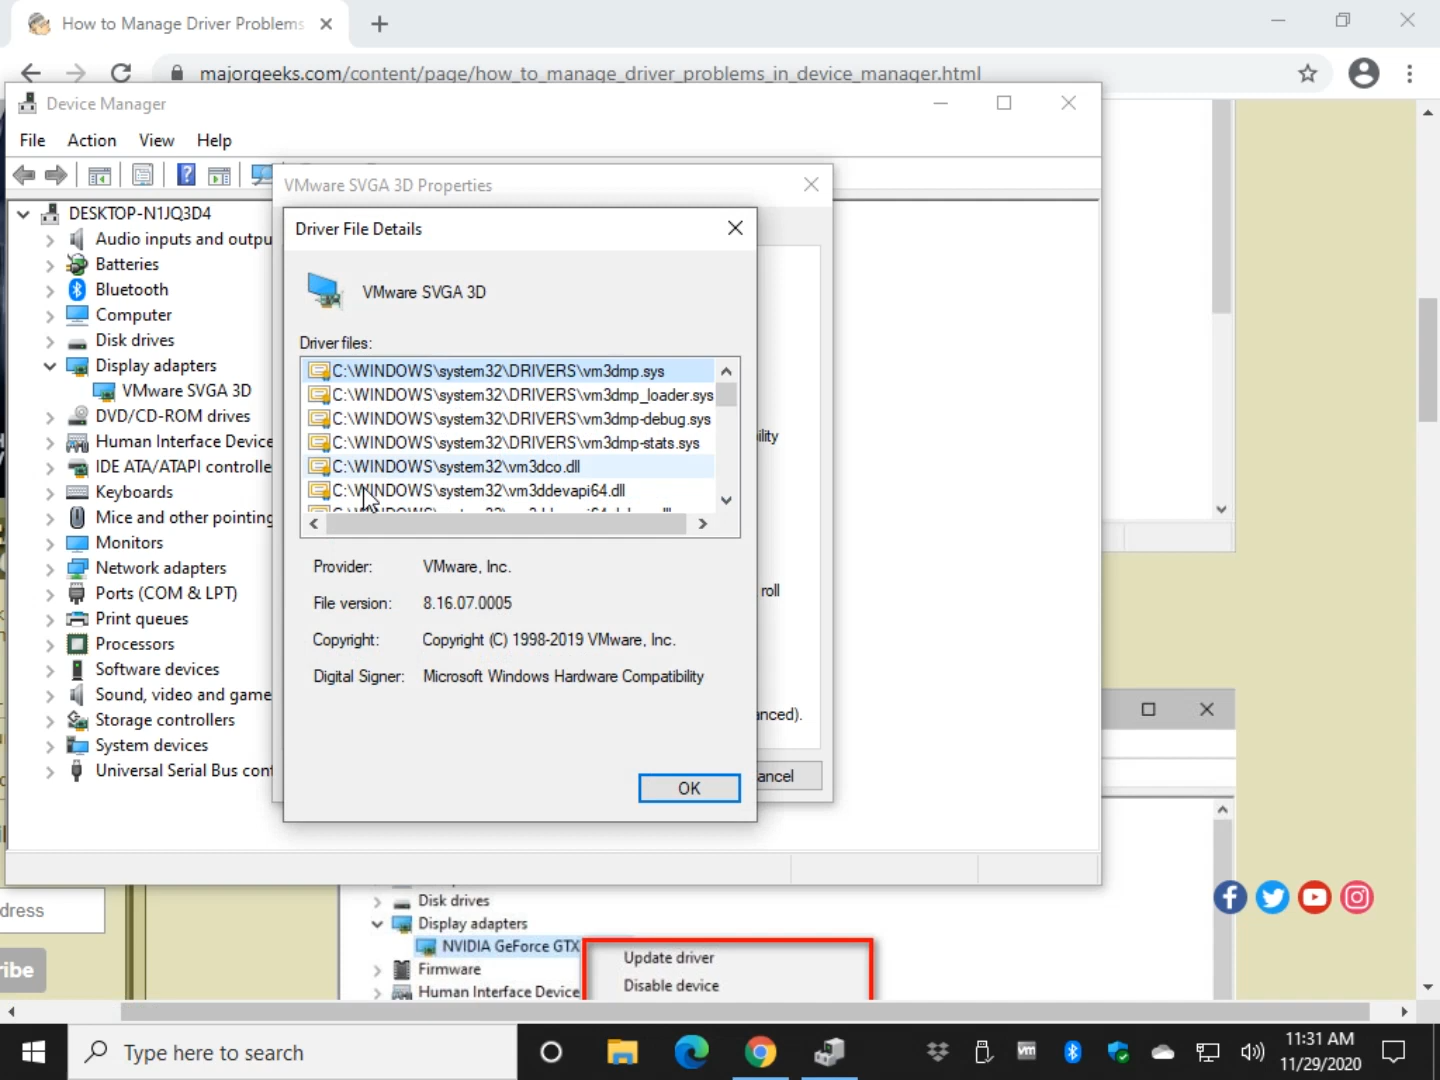 How to Manage Driver Problems
majorgeeks.com/content/page/how_to_manage_driver_problems_in_device_manager.html
Device Manager
File Action View Help
VMware SVGA 3D Properties
DESKTOP-N1JQ3D4
Audio inputs and outpu
Batteries
Bluetooth
Computer
Disk drives
Display adapters
VMware SVGA 3D
DVD/CD-ROM drives
Human Interface Device
IDE ATA/ATAPI controlle
Keyboards
Mice and other pointing
Monitors
Network adapters
Ports (COM & LPT)
Print queues
Processors
Software devices
Sound, video and game
Storage controllers
System devices
Universal Serial Bus cont
Driver File Details
VMware SVGA 3D
Driver files:
C:\WINDOWS\system32\DRIVERS\vm3dmp.sys
C:\WINDOWS\system32\DRIVERS\vm3dmp_loader.sys
C:\WINDOWS\system32\DRIVERS\vm3dmp-debug.sys
C:\WINDOWS\system32\DRIVERS\vm3dmp-stats.sys
C:\WINDOWS\system32\vm3dco.dll
C:\WINDOWS\system32\vm3ddevapi64.dll
Provider: VMware, Inc.
File version: 8.16.07.0005
Copyright: Copyright (C) 1998-2019 VMware, Inc.
Digital Signer: Microsoft Windows Hardware Compatibility
OK
ility
roll
anced).
ancel
dress
ribe
Disk drives
Display adapters
NVIDIA GeForce GTX
Firmware
Human Interface Device
Update driver
Disable device
Type here to search
vm
11:31 AM
11/29/2020